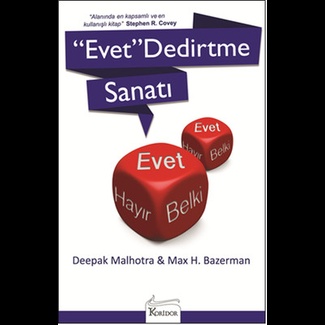 "Alanında en kapsamlı ve en
kullanışlı kitap" Stephen R. Covey
"Evet" Dedirtme
Sanatı
Evet
Hayır
Belki
Evet
Hayır
Belki
Deepak Malhotra & Max H. Bazerman
KORİDOR